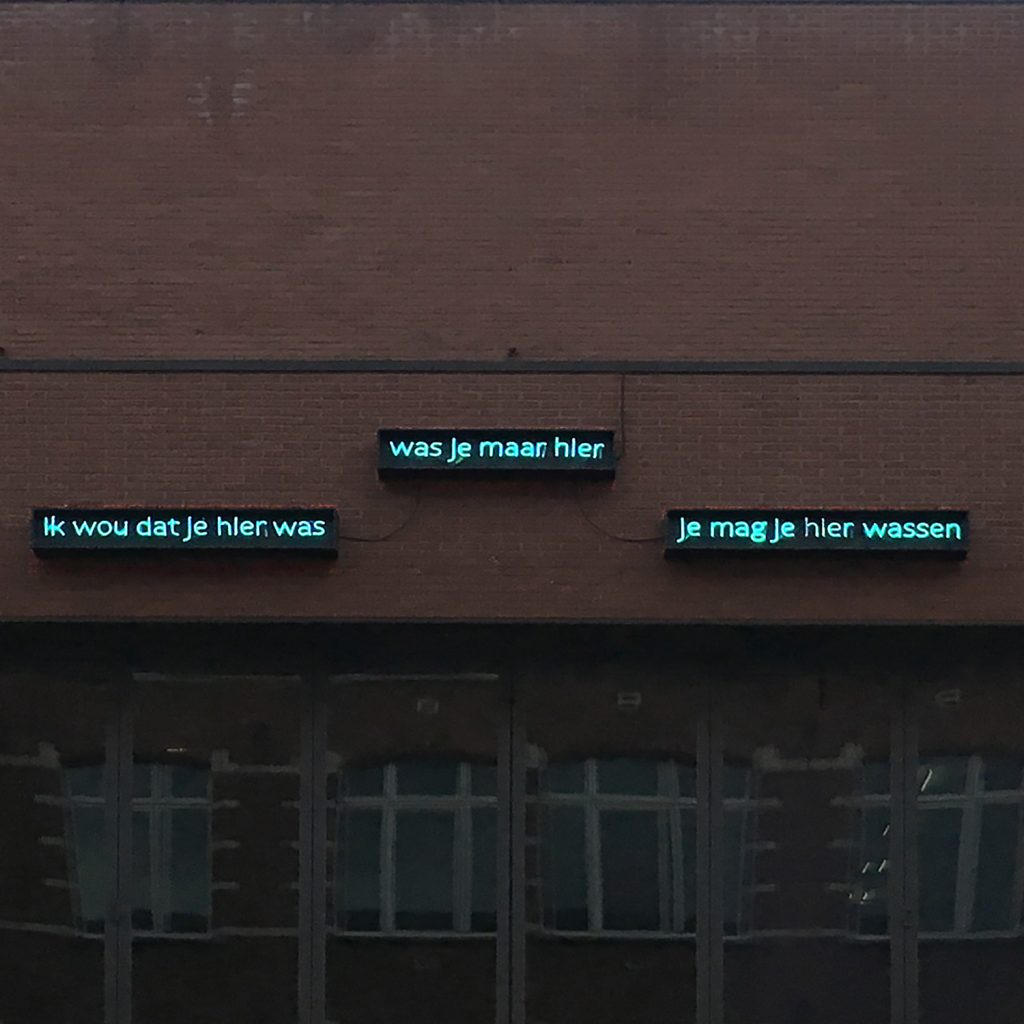 was je maar hier
Ik wou dat je hier was
Je mag je hier wassen